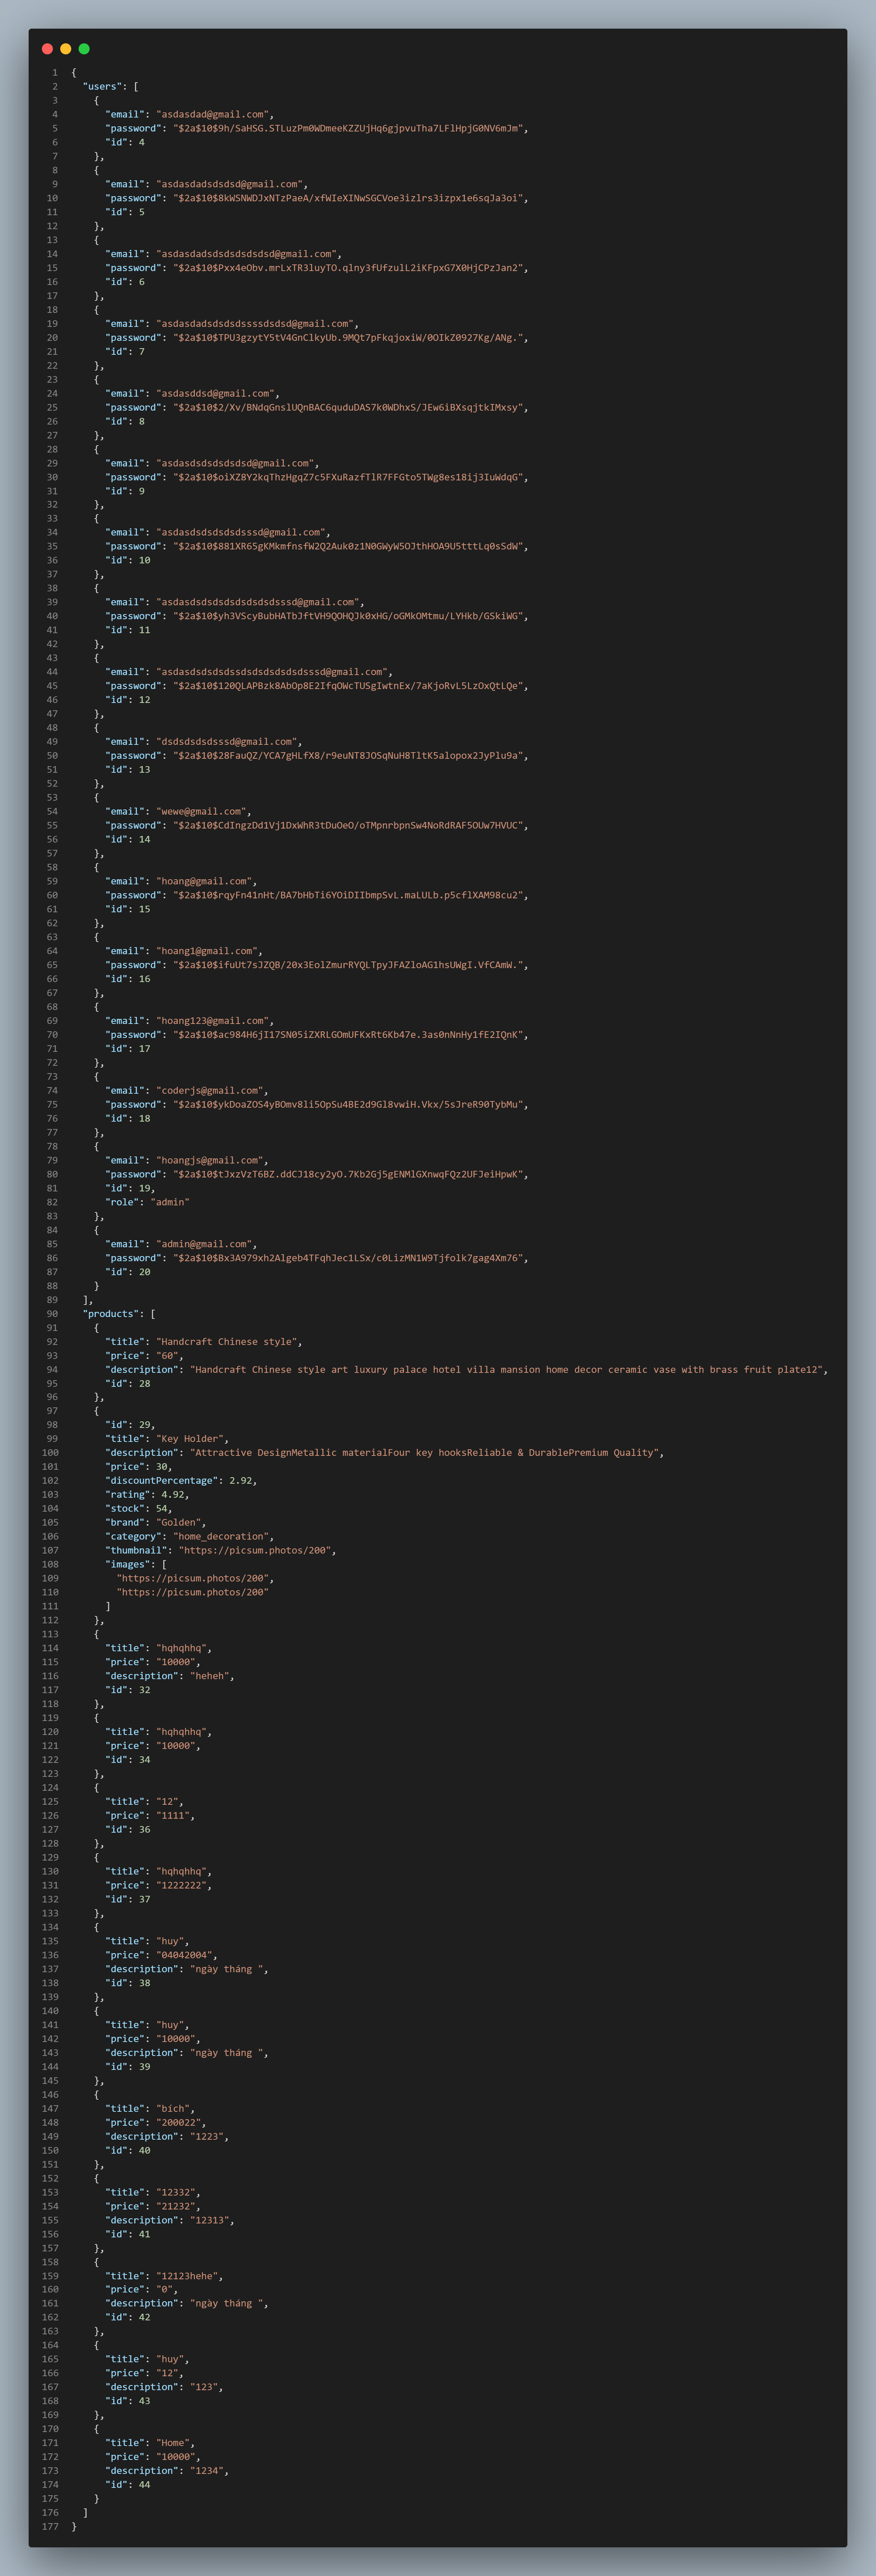 1 {
2 "users": [
3 {
4 "email": "asdasdad@gmail.com",
5 "password": "$2a$10$9h/SaHSG.STLuzPm0WDmeeKZZUjHq6gjpvuTha7LFlHpjG0NV6mJm",
6 "id": 4
7 },
8 {
9 "email": "asdasdadsdsdsd@gmail.com",
10 "password": "$2a$10$8kWSNWDJxNTzPaeA/xfWIeXINwSGCVoe3izlrs3izpx1e6sqJa3oi",
11 "id": 5
12 },
13 {
14 "email": "asdasdadsdsdsdsdsdsd@gmail.com",
15 "password": "$2a$10$Pxx4eObv.mrLxTR3luyTO.qlny3fUfzulL2iKFpxG7X0HjCPzJan2",
16 "id": 6
17 },
18 {
19 "email": "asdasdadsdsdsdssssdsdsd@gmail.com",
20 "password": "$2a$10$TPU3gzytY5tV4GnClkyUb.9MQt7pFkqjoxiW/0OIkZ0927Kg/ANg.",
21 "id": 7
22 },
23 {
24 "email": "asdasddsd@gmail.com",
25 "password": "$2a$10$2/Xv/BNdqGnslUQnBAC6quduDAS7k0WDhxS/JEw6iBXsqjtkIMxsy",
26 "id": 8
27 },
28 {
29 "email": "asdasdsdsdsdsdsd@gmail.com",
30 "password": "$2a$10$oiXZ8Y2kqThzHgqZ7c5FXuRazfTlR7FFGto5TWg8es18ij3IuWdqG",
31 "id": 9
32 },
33 {
34 "email": "asdasdsdsdsdsdsssd@gmail.com",
35 "password": "$2a$10$881XR65gKMkmfnsfW2Q2Auk0z1N0GWyW5OJthHOA9U5tttLq0sSdW",
36 "id": 10
37 },
38 {
39 "email": "asdasdsdsdsdsdsdsdsdsssd@gmail.com",
40 "password": "$2a$10$yh3VScyBubHATbJftVH9QOHQJk0xHG/oGMkOMtmu/LYHkb/GSkiWG",
41 "id": 11
42 },
43 {
44 "email": "asdasdsdsdsdssdsdsdsdsdsdsssd@gmail.com",
45 "password": "$2a$10$120QLAPBzk8AbOp8E2IfqOWcTUSgIwtnEx/7aKjoRvL5LzOxQtLQe",
46 "id": 12
47 },
48 {
49 "email": "dsdsdsdsdsssd@gmail.com",
50 "password": "$2a$10$28FauQZ/YCA7gHLfX8/r9euNT8JOSqNuH8TltK5alopox2JyPlu9a",
51 "id": 13
52 },
53 {
54 "email": "wewe@gmail.com",
55 "password": "$2a$10$CdIngzDd1Vj1DxWhR3tDuOeO/oTMpnrbpnSw4NoRdRAF5OUw7HVUC",
56 "id": 14
57 },
58 {
59 "email": "hoang@gmail.com",
60 "password": "$2a$10$rqyFn41nHt/BA7bHbTi6YOiDIIbmpSvL.maLULb.p5cflXAM98cu2",
61 "id": 15
62 },
63 {
64 "email": "hoang1@gmail.com",
65 "password": "$2a$10$ifuUt7sJZQB/20x3EolZmurRYQLTpyJFAZloAG1hsUWgI.VfCAmW.",
66 "id": 16
67 },
68 {
69 "email": "hoang123@gmail.com",
70 "password": "$2a$10$ac984H6jI17SN05iZXRLGOmUFKxRt6Kb47e.3as0nNnHy1fE2IQnK",
71 "id": 17
72 },
73 {
74 "email": "coderjs@gmail.com",
75 "password": "$2a$10$ykDoaZOS4yBOmv8li5OpSu4BE2d9Gl8vwiH.Vkx/5sJreR90TybMu",
76 "id": 18
77 },
78 {
79 "email": "hoangjs@gmail.com",
80 "password": "$2a$10$tJxzVzT6BZ.ddCJ18cy2yO.7Kb2Gj5gENMlGXnwqFQz2UFJeiHpwK",
81 "id": 19,
82 "role": "admin"
83 },
84 {
85 "email": "admin@gmail.com",
86 "password": "$2a$10$Bx3A979xh2Algeb4TFqhJec1LSx/c0LizMN1W9Tjfolk7gag4Xm76",
87 "id": 20
88 }
89 ],
90 "products": [
91 {
92 "title": "Handcraft Chinese style",
93 "price": "60",
94 "description": "Handcraft Chinese style art luxury palace hotel villa mansion home decor ceramic vase with brass fruit plate12",
95 "id": 28
96 },
97 {
98 "id": 29,
99 "title": "Key Holder",
100 "description": "Attractive DesignMetallic materialFour key hooksReliable & DurablePremium Quality",
101 "price": 30,
102 "discountPercentage": 2.92,
103 "rating": 4.92,
104 "stock": 54,
105 "brand": "Golden",
106 "category": "home_decoration",
107 "thumbnail": "https://picsum.photos/200",
108 "images": [
109 "https://picsum.photos/200",
110 "https://picsum.photos/200"
111 ]
112 },
113 {
114 "title": "hqhqhhq",
115 "price": "10000",
116 "description": "heheh",
117 "id": 32
118 },
119 {
120 "title": "hqhqhhq",
121 "price": "10000",
122 "id": 34
123 },
124 {
125 "title": "12",
126 "price": "1111",
127 "id": 36
128 },
129 {
130 "title": "hqhqhhq",
131 "price": "1222222",
132 "id": 37
133 },
134 {
135 "title": "huy",
136 "price": "04042004",
137 "description": "ngày tháng ",
138 "id": 38
139 },
140 {
141 "title": "huy",
142 "price": "10000",
143 "description": "ngày tháng ",
144 "id": 39
145 },
146 {
147 "title": "bích",
148 "price": "200022",
149 "description": "1223",
150 "id": 40
151 },
152 {
153 "title": "12332",
154 "price": "21232",
155 "description": "12313",
156 "id": 41
157 },
158 {
159 "title": "12123hehe",
160 "price": "0",
161 "description": "ngày tháng ",
162 "id": 42
163 },
164 {
165 "title": "huy",
166 "price": "12",
167 "description": "123",
168 "id": 43
169 },
170 {
171 "title": "Home",
172 "price": "10000",
173 "description": "1234",
174 "id": 44
175 }
176 ]
177 }